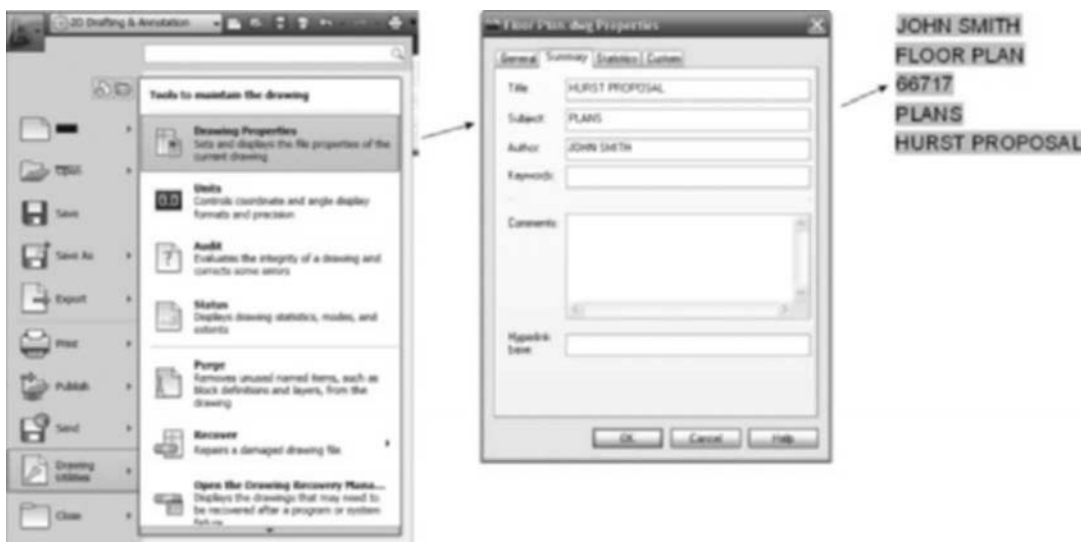 2D Drafting & Annotation
Tools to maintain the drawing
Drawing Properties
Sets and displays the file properties of the
current drawing
Units
Controls coordinate and angle display
formats and precision
Audit
Evaluates the integrity of a drawing and
corrects some errors
Status
Displays drawing statistics, modes, and
extents
Purge
Removes unused named items, such as
block definitions and layers, from the
drawing
Recover
Repairs a damaged drawing file
Open the Drawing Recovery Mana...
Displays the drawings that may need to
be recovered after a program or system
failure
Open
Save
Save As
Export
Print
Publish
Send
Drawing
Utilities
Close
Floor Plan.dwg Properties
General Summary Statistics Custom
Title: HURST PROPOSAL
Subject: PLANS
Author: JOHN SMITH
Keywords:
Comments:
Hyperlink
base:
OK Cancel Help
JOHN SMITH
FLOOR PLAN
66717
PLANS
HURST PROPOSAL